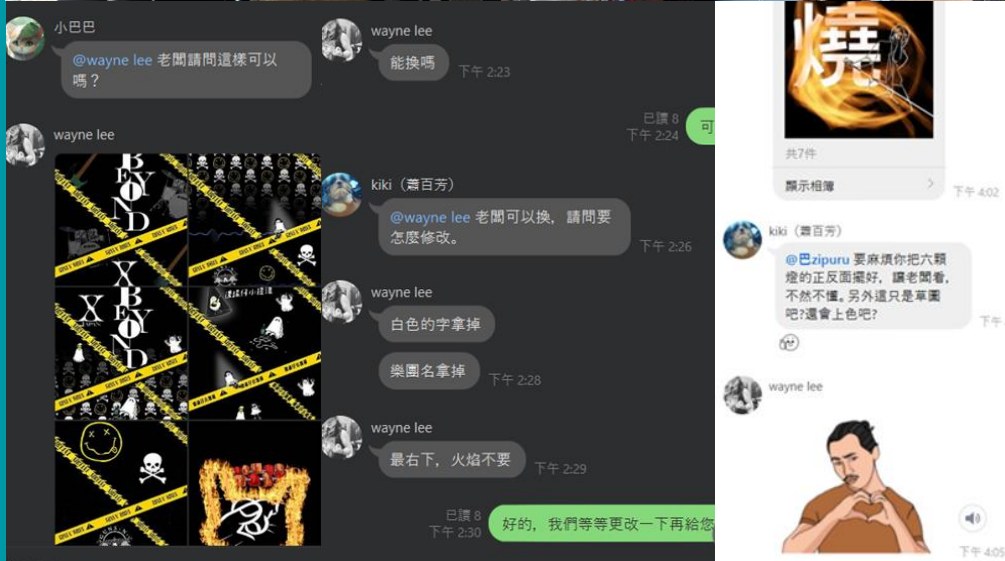 小巴巴
@wayne lee 老闆請問這樣可以
嗎？
wayne lee
BEYOND
X
JAPAN
X
BEYOND
wayne lee
能換嗎
下午 2:23
已讀 8
下午 2:24
可
kiki（蕭百芳）
@wayne lee 老闆可以換，請問要
怎麼修改。
下午 2:26
wayne lee
白色的字拿掉
樂團名拿掉
下午 2:28
wayne lee
最右下，火焰不要
下午 2:29
已讀 8
下午 2:30
好的，我們等等更改一下再給您
燒
共7件
顯示相簿
下午 4:02
kiki（蕭百芳）
@巴zipuru 要麻煩你把六顆
燈的正反面擺好，讓老闆看，
不然不懂。另外這只是草圖
吧?還會上色吧?
下午
wayne lee
下午 4:05